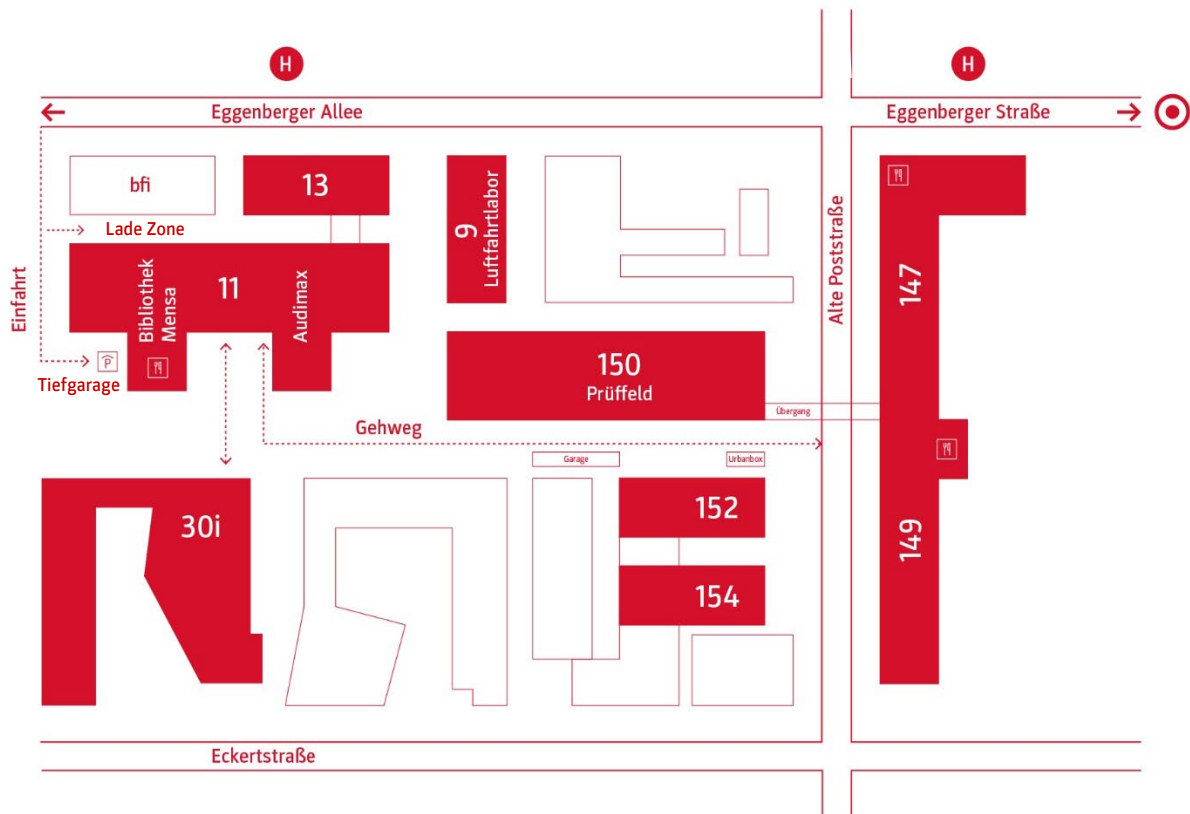 H
H
Eggenberger Allee
Eggenberger Straße
bfi
13
9
Luftfahrtlabor
Lade Zone
Einfahrt
11
Bibliothek
Mensa
Audimax
Alte Poststraße
147
P
Tiefgarage
150
Prüffeld
Übergang
Gehweg
Garage
Urbanbox
30i
152
149
154
Eckertstraße